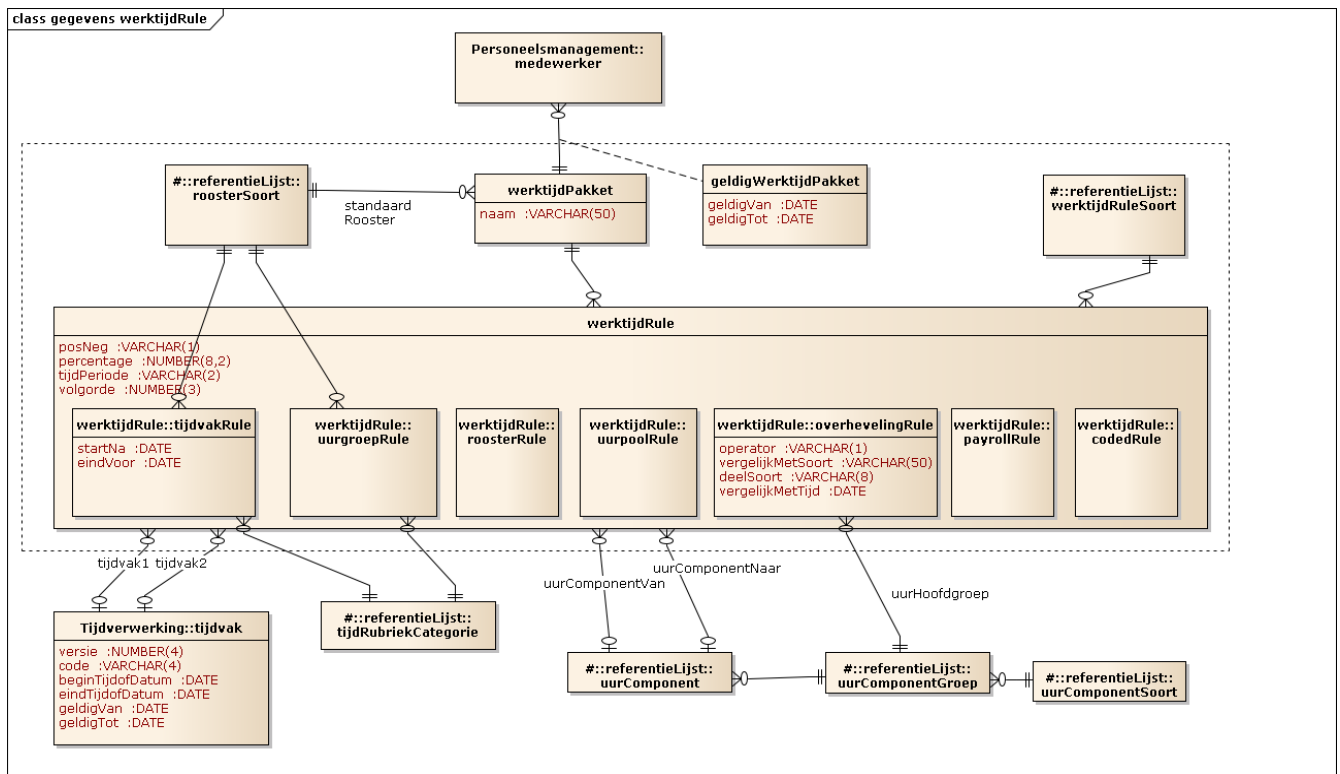 class gegevens werktijdRule
Personeelsmanagement::
medewerker
#::referentieLijst::
roosterSoort
standaard
Rooster
werktijdPakket
naam :VARCHAR(50)
geldigWerktijdPakket
geldigVan :DATE
geldigTot :DATE
#::referentieLijst::
werktijdRuleSoort
werktijdRule
posNeg :VARCHAR(1)
percentage :NUMBER(8,2)
tijdPeriode :VARCHAR(2)
volgorde :NUMBER(3)
werktijdRule::tijdvakRule
startNa :DATE
eindVoor :DATE
werktijdRule::
uurgroepRule
werktijdRule::
roosterRule
werktijdRule::
uurpoolRule
werktijdRule::overhevelingRule
operator :VARCHAR(1)
vergelijkMetSoort :VARCHAR(50)
deelSoort :VARCHAR(8)
vergelijkMetTijd :DATE
werktijdRule::
payrollRule
werktijdRule::
codedRule
tijdvak1 tijdvak2
uurComponentVan
uurComponentNaar
uurHoofdgroep
Tijdverwerking::tijdvak
versie :NUMBER(4)
code :VARCHAR(4)
beginTijdofDatum :DATE
eindTijdofDatum :DATE
geldigVan :DATE
geldigTot :DATE
#::referentieLijst::
tijdRubriekCategorie
#::referentieLijst::
uurComponent
#::referentieLijst::
uurComponentGroep
#::referentieLijst::
uurComponentSoort